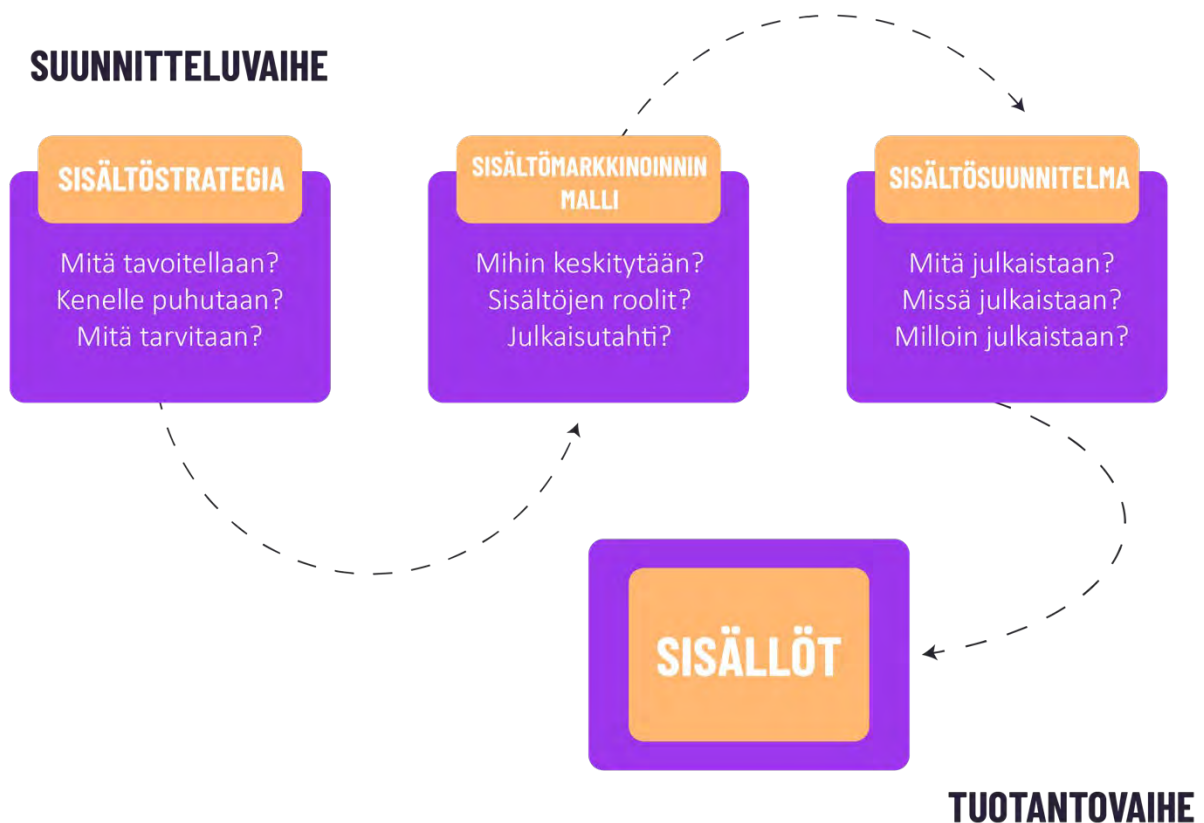 SUUNNITTELUVAIHE
SISÄLTÖSTRATEGIA
Mitä tavoitellaan?
Kenelle puhutaan?
Mitä tarvitaan?
SISÄLTÖMARKKINOINNIN
MALLI
Mihin keskitytään?
Sisältöjen roolit?
Julkaisutahti?
SISÄLTÖSUUNNITELMA
Mitä julkaistaan?
Missä julkaistaan?
Milloin julkaistaan?
SISÄLLÖT
TUOTANTOVAIHE